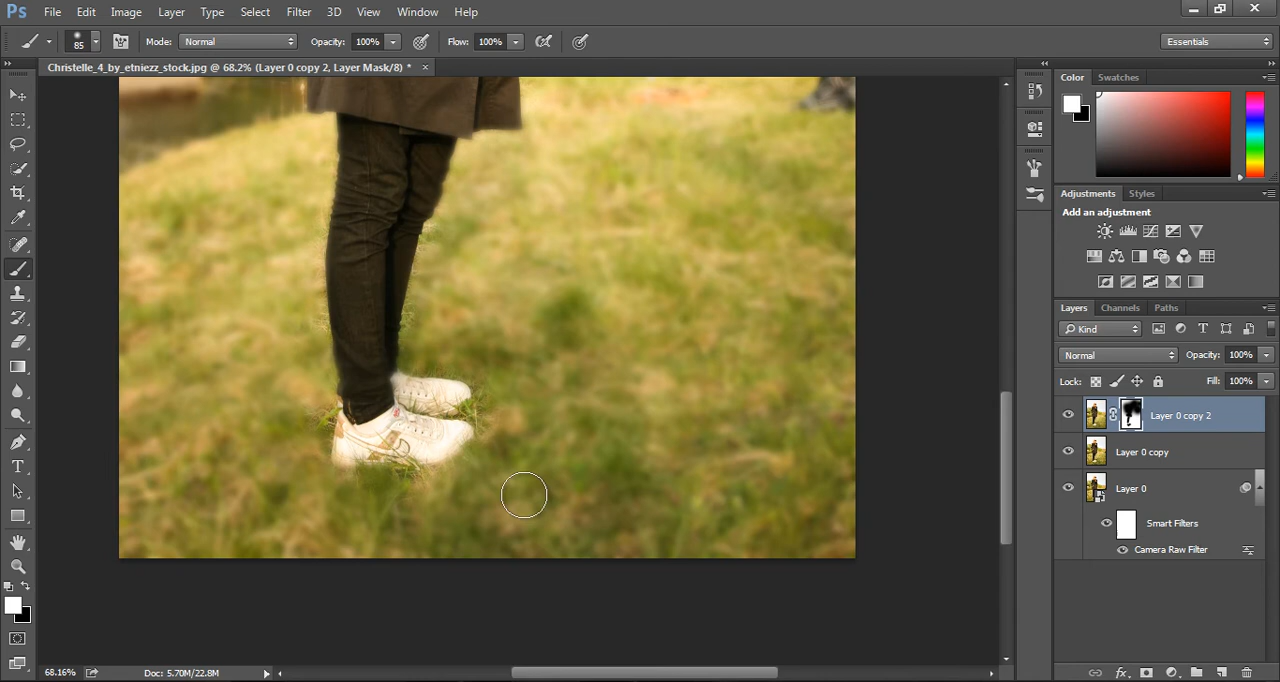 Ps File Edit Image Layer Type Select Filter 3D View Window Help
85 Mode: Normal Opacity: 100% Flow: 100% Essentials
Christelle_4_by_etniezz_stock.jpg @ 68.2% (Layer 0 copy 2, Layer Mask/8) * ×
Color Swatches
Adjustments Styles
Add an adjustment
Layers Channels Paths
Kind
Normal Opacity: 100%
Lock: Fill: 100%
Layer 0 copy 2
Layer 0 copy
Layer 0
Smart Filters
Camera Raw Filter
68.16% Doc: 5.70M/22.8M